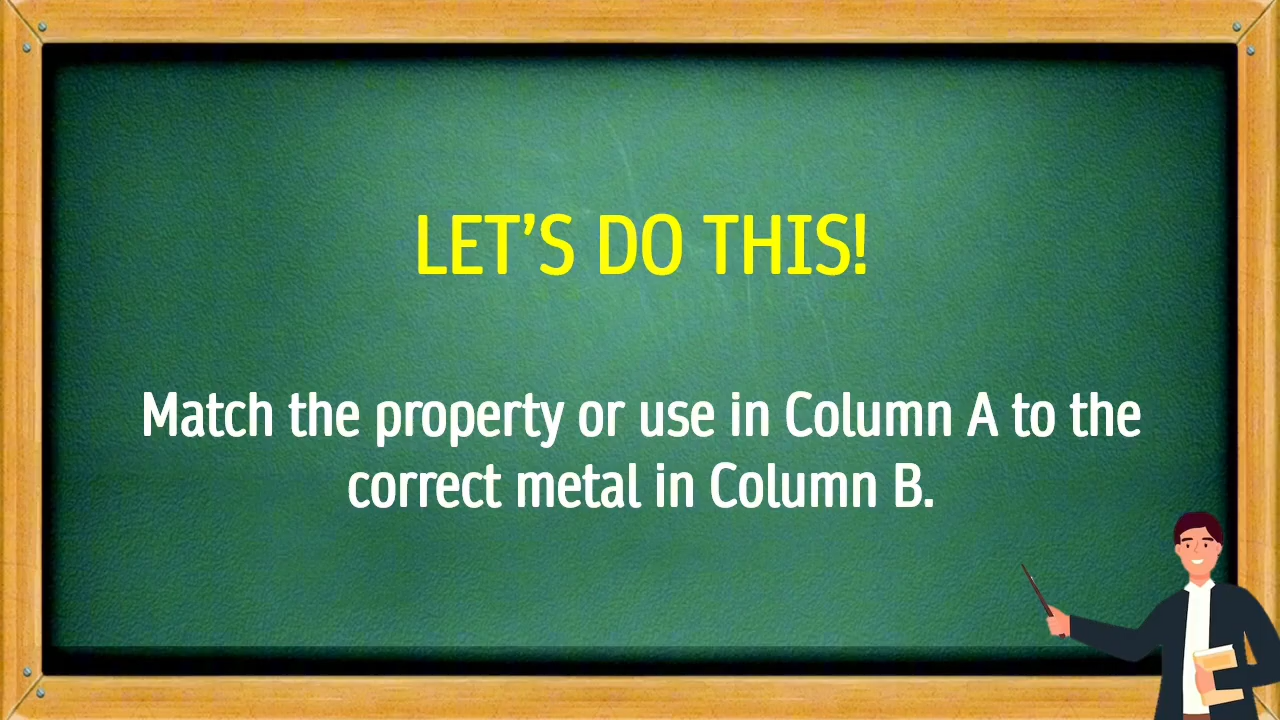 LET’S DO THIS!
Match the property or use in Column A to the
correct metal in Column B.